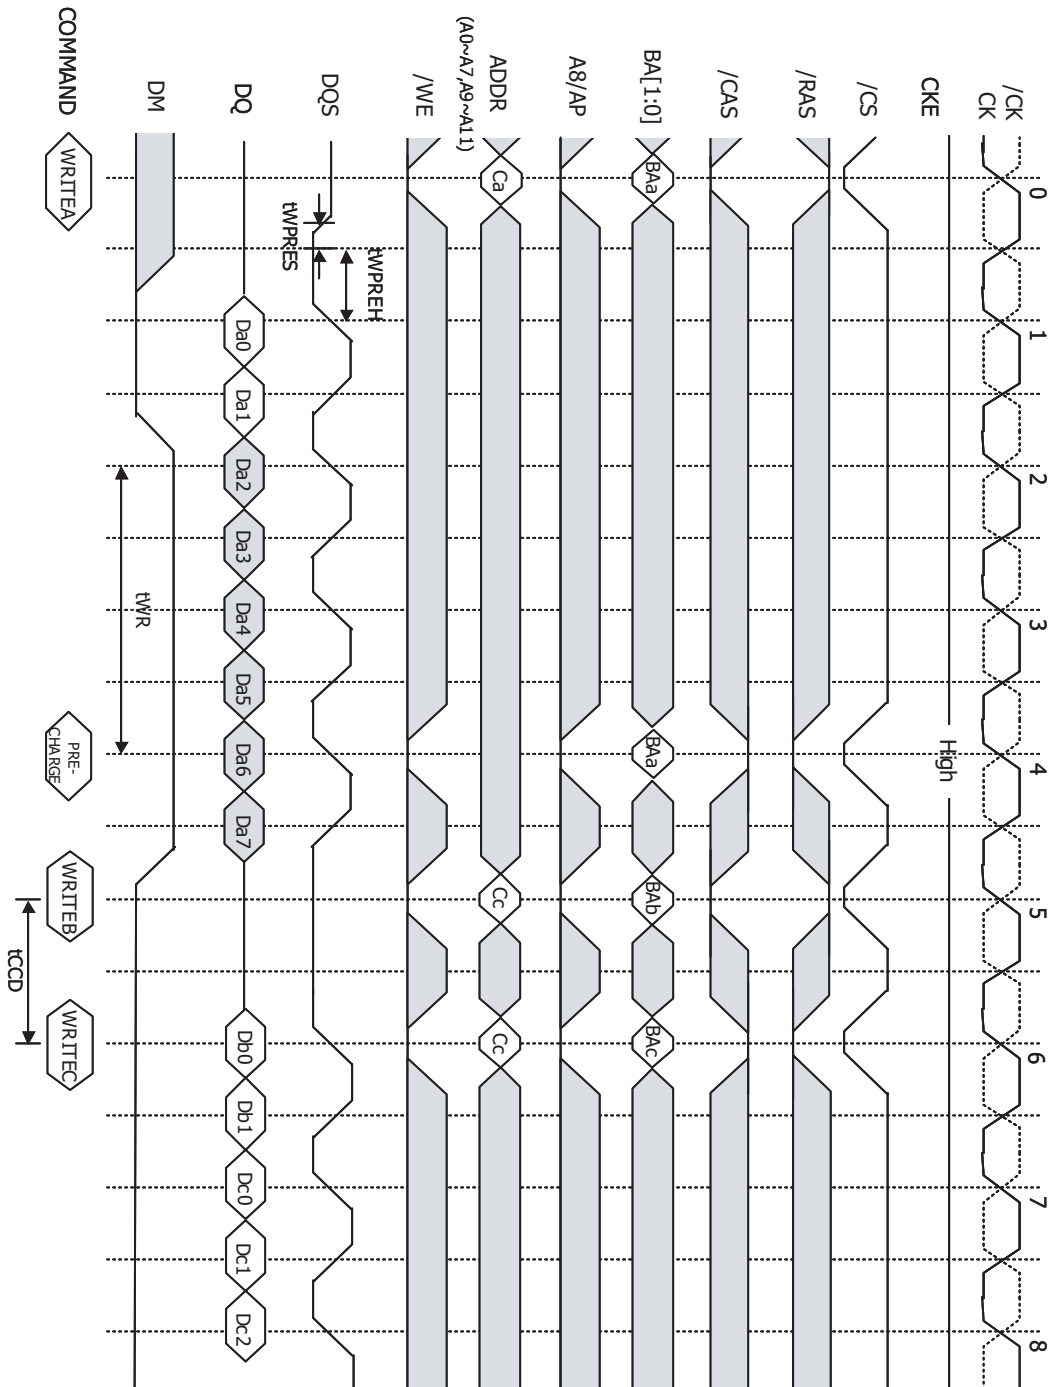 0 1 2 3 4 5 6 7 8
/CK
CK
CKE
High
/CS
/RAS
/CAS
BA[1:0]
BAa BAa BAb BAc
A8/AP
ADDR
(A0~A7,A9~A11)
Ca Cc Cc
/WE
tWPREH
DQS
tWPRES
DQ
Da0 Da1 Da2 Da3 Da4 Da5 Da6 Da7 Db0 Db1 Dc0 Dc1 Dc2
DM
tWR
COMMAND
WRITEA
PRE-
CHARGE
WRITEB
WRITEC
tCCD